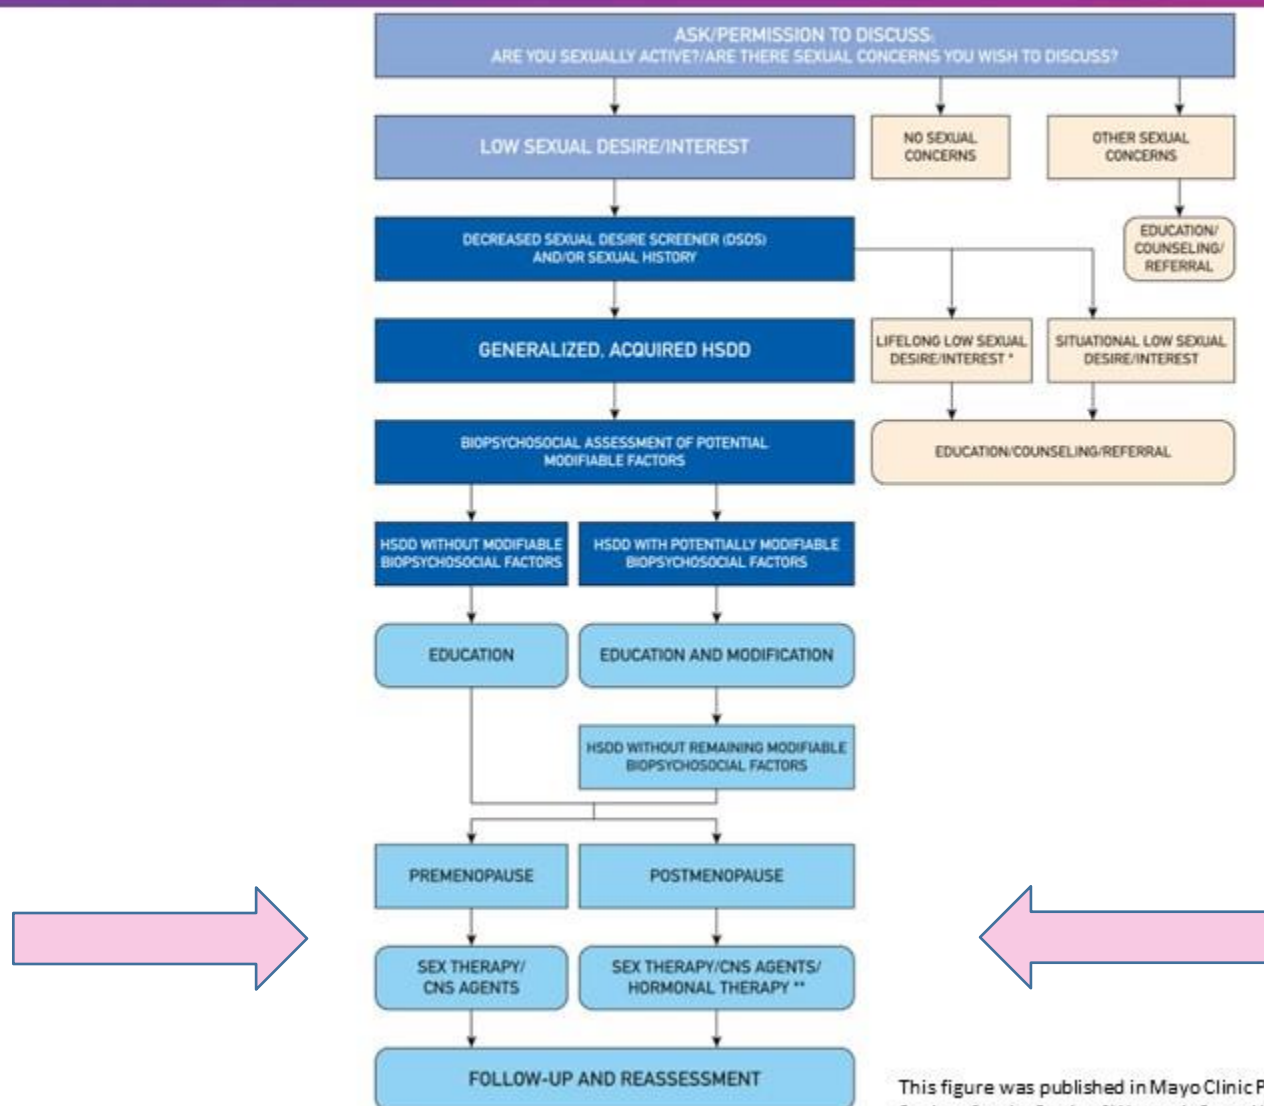 ASK/PERMISSION TO DISCUSS:
ARE YOU SEXUALLY ACTIVE?/ARE THERE SEXUAL CONCERNS YOU WISH TO DISCUSS?
LOW SEXUAL DESIRE/INTEREST
NO SEXUAL
CONCERNS
OTHER SEXUAL
CONCERNS
DECREASED SEXUAL DESIRE SCREENER (DSDS)
AND/OR SEXUAL HISTORY
EDUCATION/
COUNSELING/
REFERRAL
GENERALIZED, ACQUIRED HSDD
LIFELONG LOW SEXUAL
DESIRE/INTEREST *
SITUATIONAL LOW SEXUAL
DESIRE/INTEREST
BIOPSYCHOSOCIAL ASSESSMENT OF POTENTIAL
MODIFIABLE FACTORS
EDUCATION/COUNSELING/REFERRAL
HSDD WITHOUT MODIFIABLE
BIOPSYCHOSOCIAL FACTORS
HSDD WITH POTENTIALLY MODIFIABLE
BIOPSYCHOSOCIAL FACTORS
EDUCATION
EDUCATION AND MODIFICATION
HSDD WITHOUT REMAINING MODIFIABLE
BIOPSYCHOSOCIAL FACTORS
PREMENOPAUSE
POSTMENOPAUSE
SEX THERAPY/
CNS AGENTS
SEX THERAPY/CNS AGENTS/
HORMONAL THERAPY **
FOLLOW-UP AND REASSESSMENT
This figure was published in Mayo Clinic P